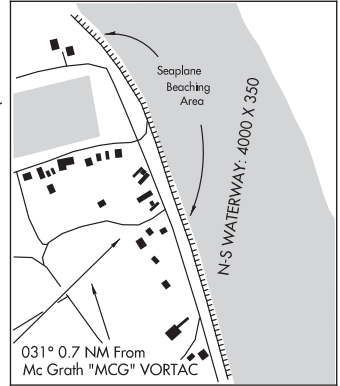 Seaplane
Beaching
Area
N-S WATERWAY: 4000 X 350
031° 0.7 NM From
Mc Grath "MCG" VORTAC